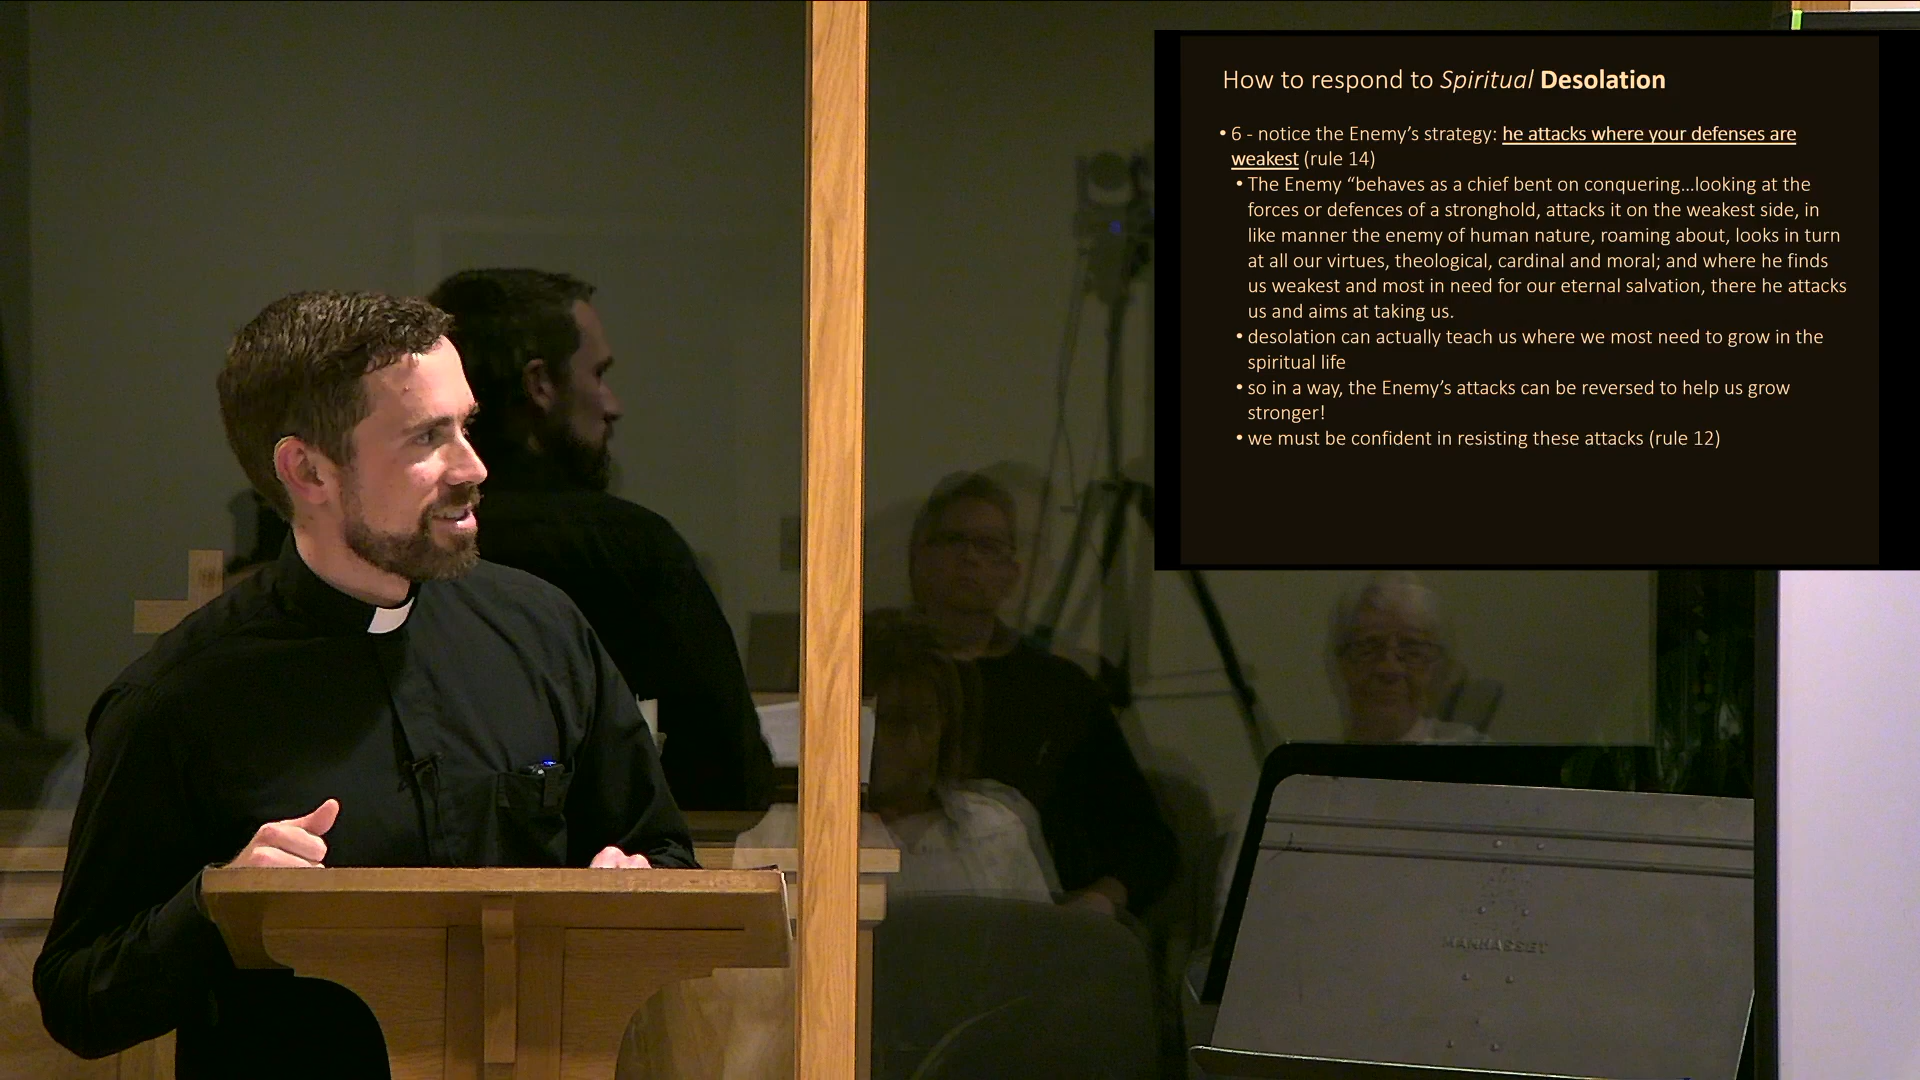 How to respond to Spiritual Desolation
• 6 - notice the Enemy’s strategy: he attacks where your defenses are
weakest (rule 14)
• The Enemy “behaves as a chief bent on conquering…looking at the
forces or defences of a stronghold, attacks it on the weakest side, in
like manner the enemy of human nature, roaming about, looks in turn
at all our virtues, theological, cardinal and moral; and where he finds
us weakest and most in need for our eternal salvation, there he attacks
us and aims at taking us.
• desolation can actually teach us where we most need to grow in the
spiritual life
• so in a way, the Enemy’s attacks can be reversed to help us grow
stronger!
• we must be confident in resisting these attacks (rule 12)
MANHASSET